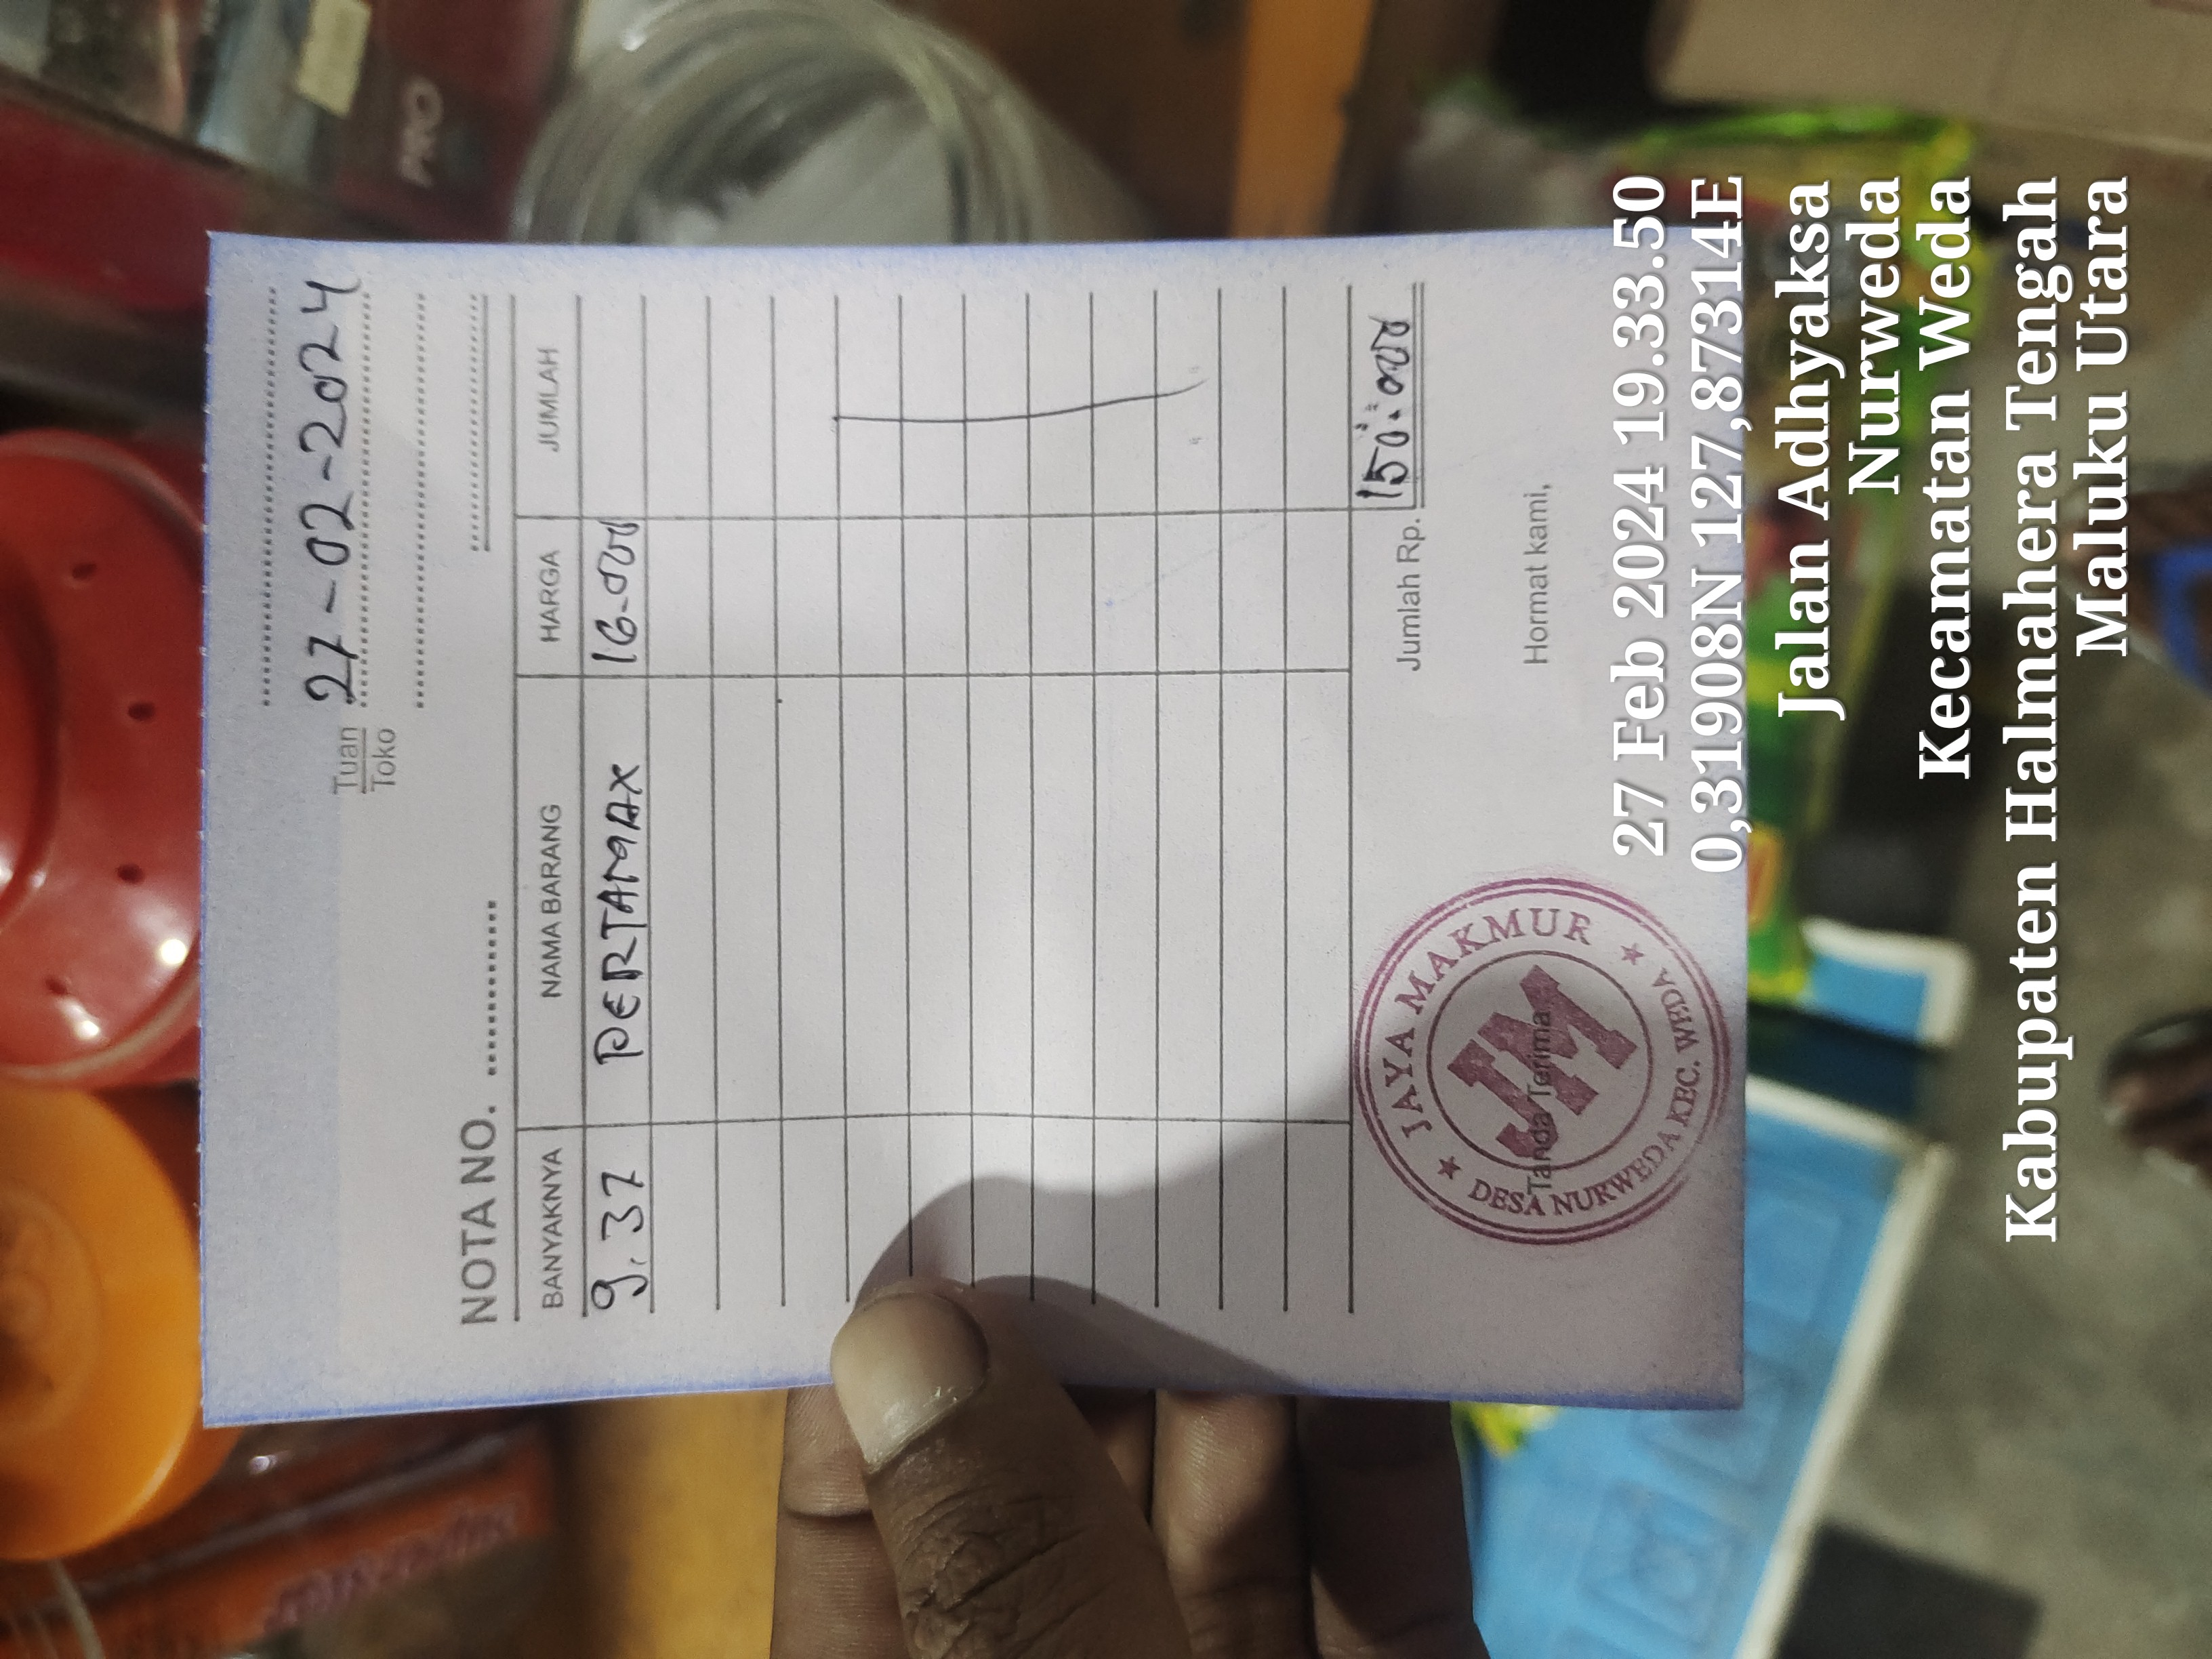 27-02-2024
Tuan
Toko
NOTA NO. ............
BANYAKNYA NAMA BARANG HARGA JUMLAH
9.37 PERTAMAX 16.000
Jumlah Rp. 150.000
Tanda Terima
Hormat kami,
JAYA MAKMUR
JM
DESA NURWEDA KEC. WEDA
PRO
27 Feb 2024 19.33.50
0,319908N 127,87314E
Jalan Adhyaksa
Nurweda
Kecamatan Weda
Kabupaten Halmahera Tengah
Maluku Utara